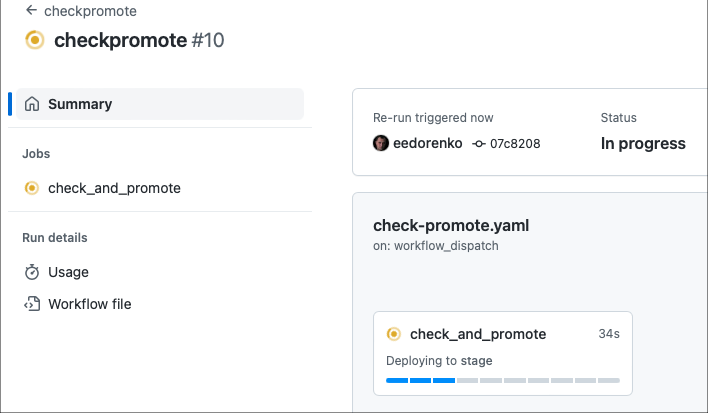 checkpromote
checkpromote #10
Summary
Jobs
check_and_promote
Run details
Usage
Workflow file
Re-run triggered now
eedorenko 07c8208
Status
In progress
check-promote.yaml
on: workflow_dispatch
check_and_promote 34s
Deploying to stage